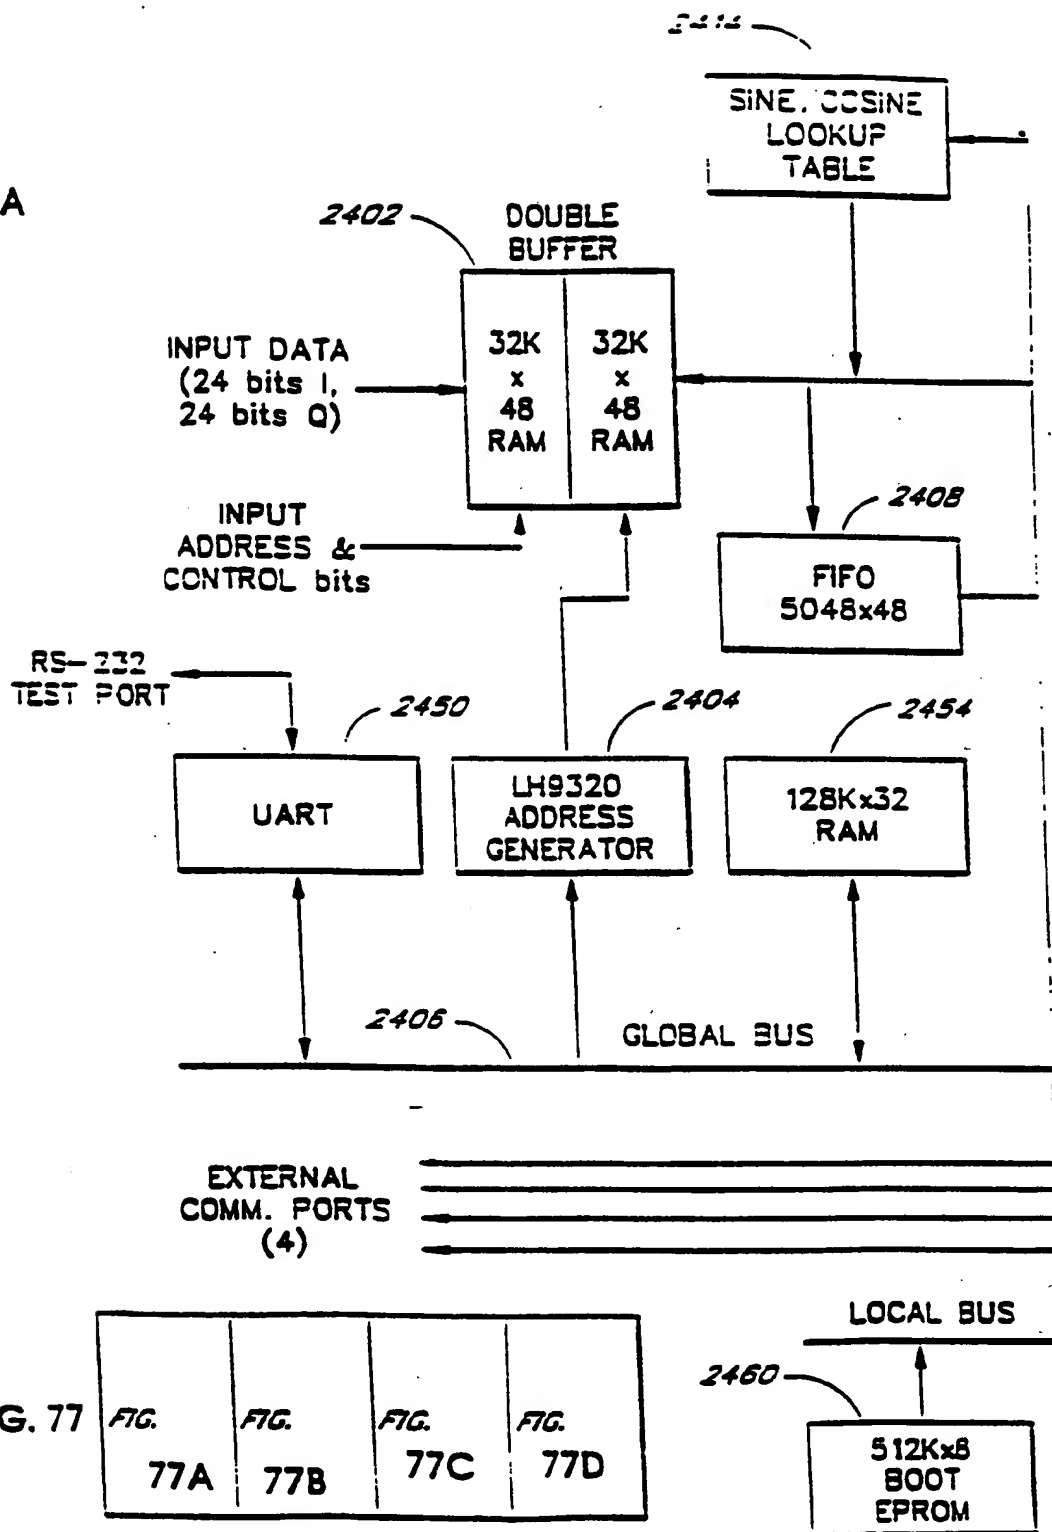 SINE, COSINE
LOOKUP
TABLE
A
2402
DOUBLE
BUFFER
INPUT DATA
(24 bits I,
24 bits Q)
32K
x
48
RAM
32K
x
48
RAM
2408
INPUT
ADDRESS &
CONTROL bits
FIFO
5048x48
RS-232
TEST PORT
2450
2404
2454
UART
LH9320
ADDRESS
GENERATOR
128Kx32
RAM
2406
GLOBAL BUS
EXTERNAL
COMM. PORTS
(4)
LOCAL BUS
2460
G. 77
FIG.
77A
FIG.
77B
FIG.
77C
FIG.
77D
512Kx8
BOOT
EPROM